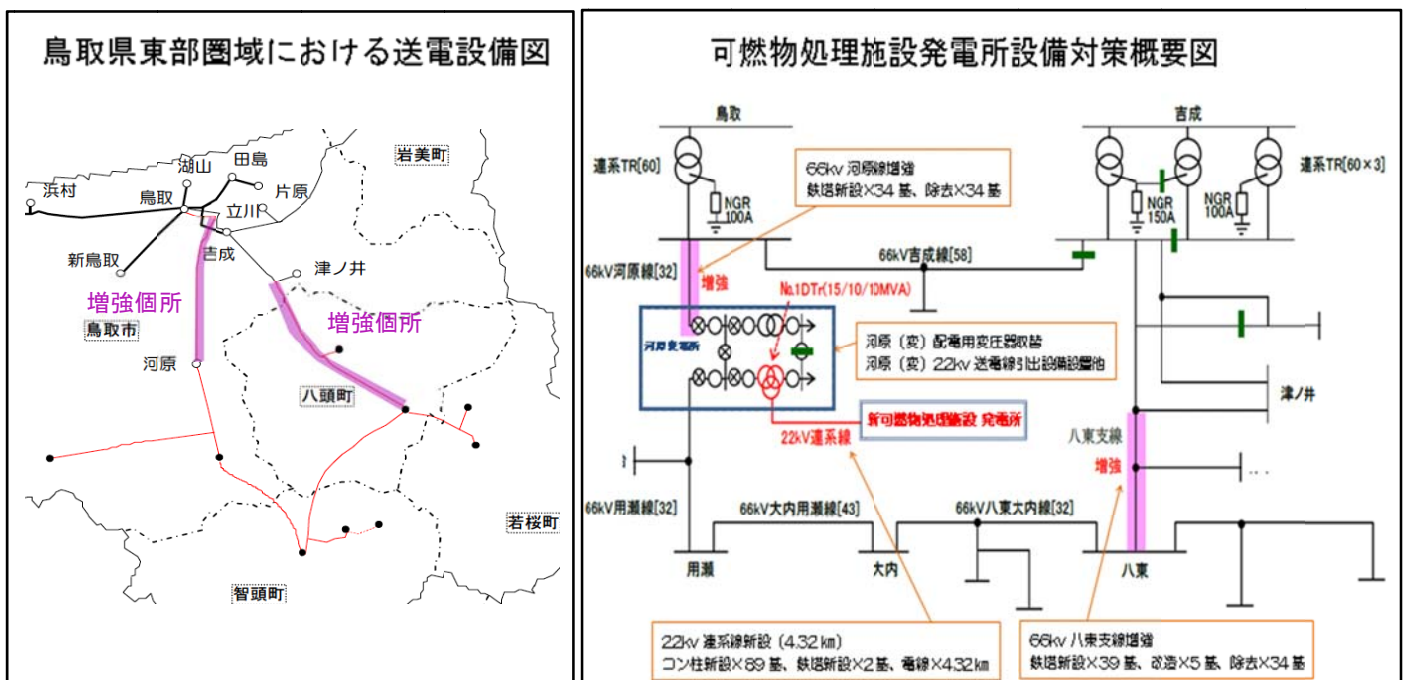 鳥取県東部圏域における送電設備図
岩美町
湖山
田島
浜村
鳥取
片原
立川
吉成
新鳥取
津ノ井
増強個所
増強個所
鳥取市
河原
八頭町
若桜町
智頭町
可燃物処理施設発電所設備対策概要図
鳥取
吉成
連系TR[60]
連系TR[60×3]
NGR
100A
NGR
150A
NGR
100A
66kv 河原線増強
鉄塔新設×34 基、除去×34 基
66kV吉成線[58]
66kV河原線[32]
増強
No.1DTr(15/10/10MVA)
河原変電所
河原（変）配電用変圧器取替
河原（変）22kv 送電線引出設備設置他
新可燃物処理施設 発電所
22kV連系線
津ノ井
八東支線
増強
66kV用瀬線[32]
66kV大内用瀬線[43]
66kV八東大内線[32]
用瀬
大内
八東
22kv 連系線新設（4.32 km）
コン柱新設×89 基、鉄塔新設×2 基、電線×4.32km
66kv 八東支線増強
鉄塔新設×39 基、改造×5 基、除去×34 基